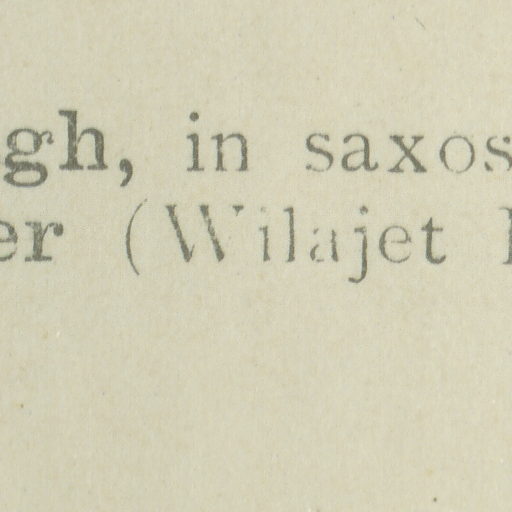 gh, in saxos
er (Wilajet